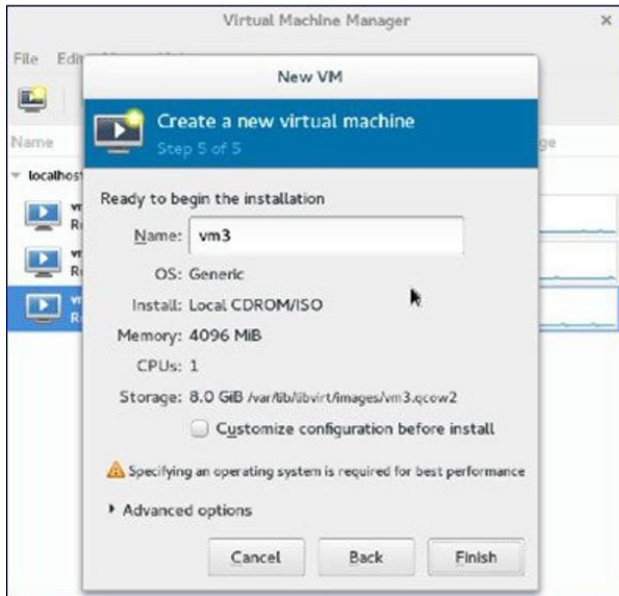 Virtual Machine Manager
File
New VM
Create a new virtual machine
Step 5 of 5
Name
localhos
Ready to begin the installation
Name: vm3
OS: Generic
Install: Local CDROM/ISO
Memory: 4096 MiB
CPUs: 1
Storage: 8.0 GiB /var/lib/libvirt/images/vm3.qcow2
Customize configuration before install
Specifying an operating system is required for best performance
Advanced options
Cancel Back Finish